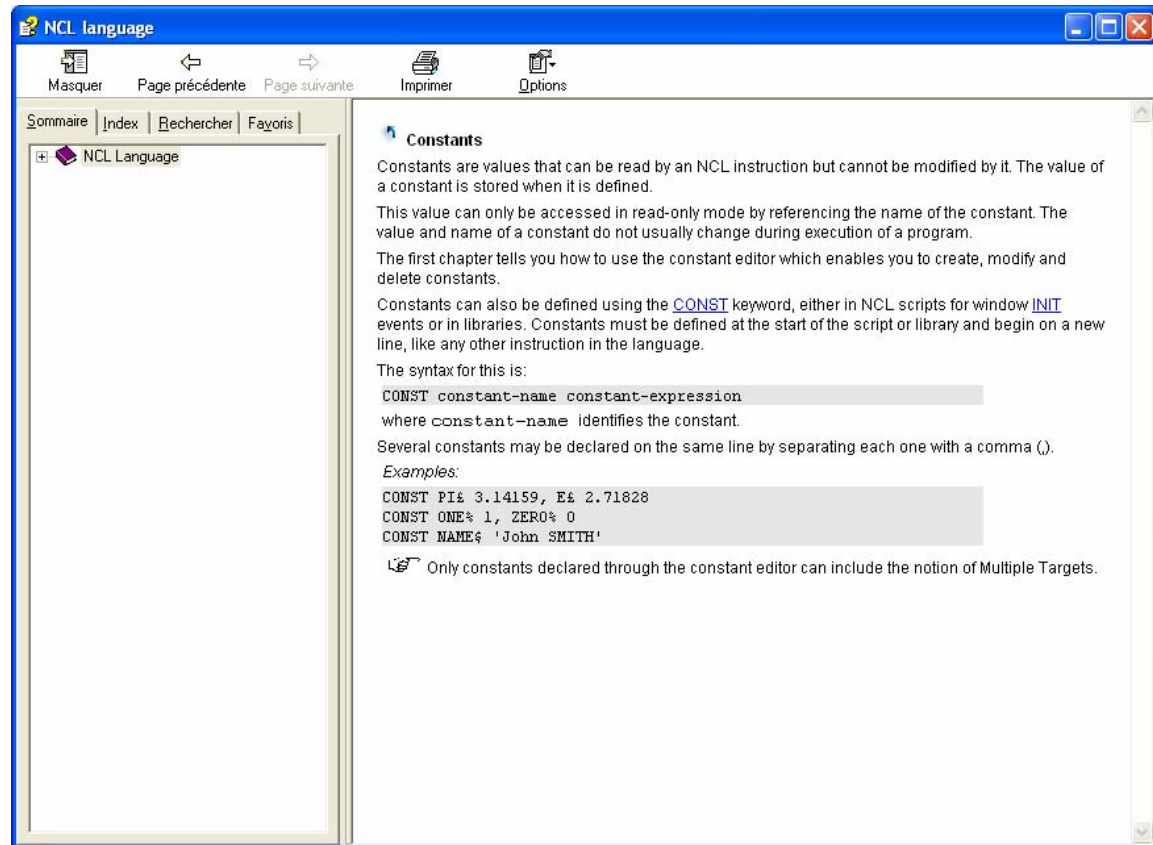 NCL language
Masquer Page précédente Page suivante Imprimer Options
Sommaire Index Rechercher Favoris
NCL Language
Constants
Constants are values that can be read by an NCL instruction but cannot be modified by it. The value of
a constant is stored when it is defined.
This value can only be accessed in read-only mode by referencing the name of the constant. The
value and name of a constant do not usually change during execution of a program.
The first chapter tells you how to use the constant editor which enables you to create, modify and
delete constants.
Constants can also be defined using the CONST keyword, either in NCL scripts for window INIT
events or in libraries. Constants must be defined at the start of the script or library and begin on a new
line, like any other instruction in the language.
The syntax for this is:
CONST constant-name constant-expression
where constant-name identifies the constant.
Several constants may be declared on the same line by separating each one with a comma (,).
Examples:
CONST PI£ 3.14159, E£ 2.71828
CONST ONE% 1, ZERO% 0
CONST NAME$ 'John SMITH'
Only constants declared through the constant editor can include the notion of Multiple Targets.